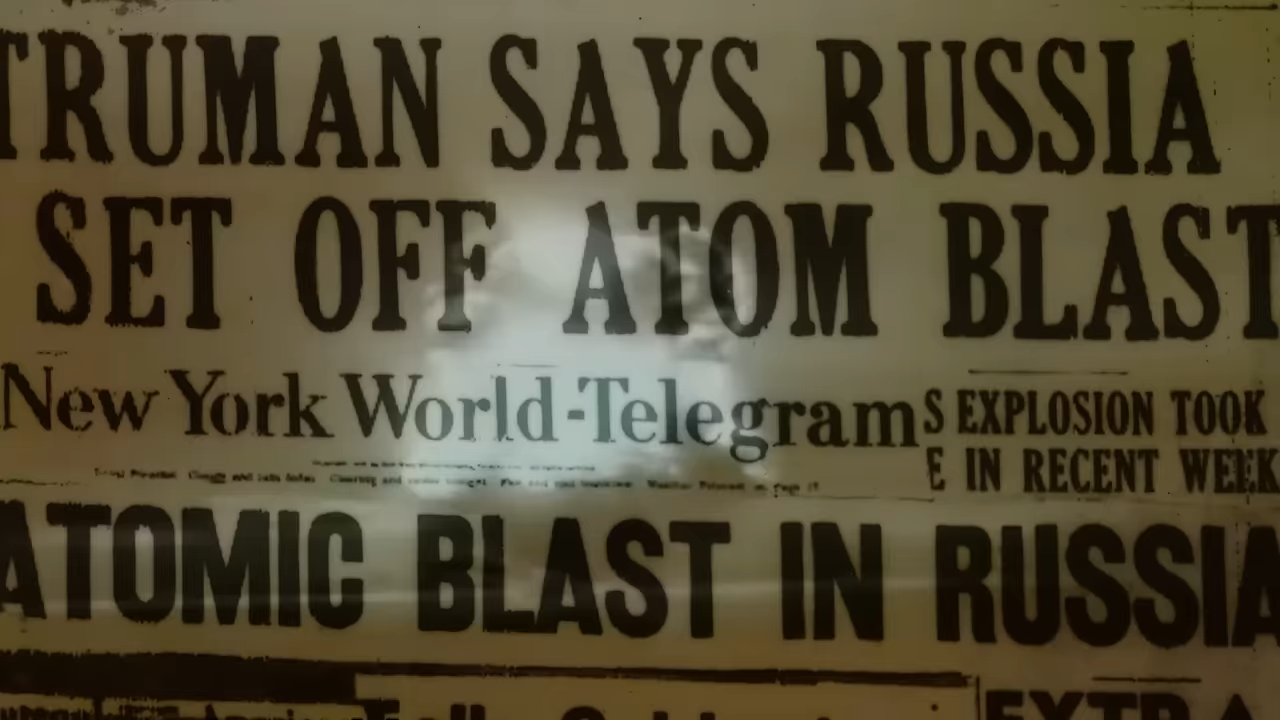 TRUMAN SAYS RUSSIA
SET OFF ATOM BLAST
New York World-Telegram
S EXPLOSION TOOK
E IN RECENT WEEK
ATOMIC BLAST IN RUSSIA
EXTRA